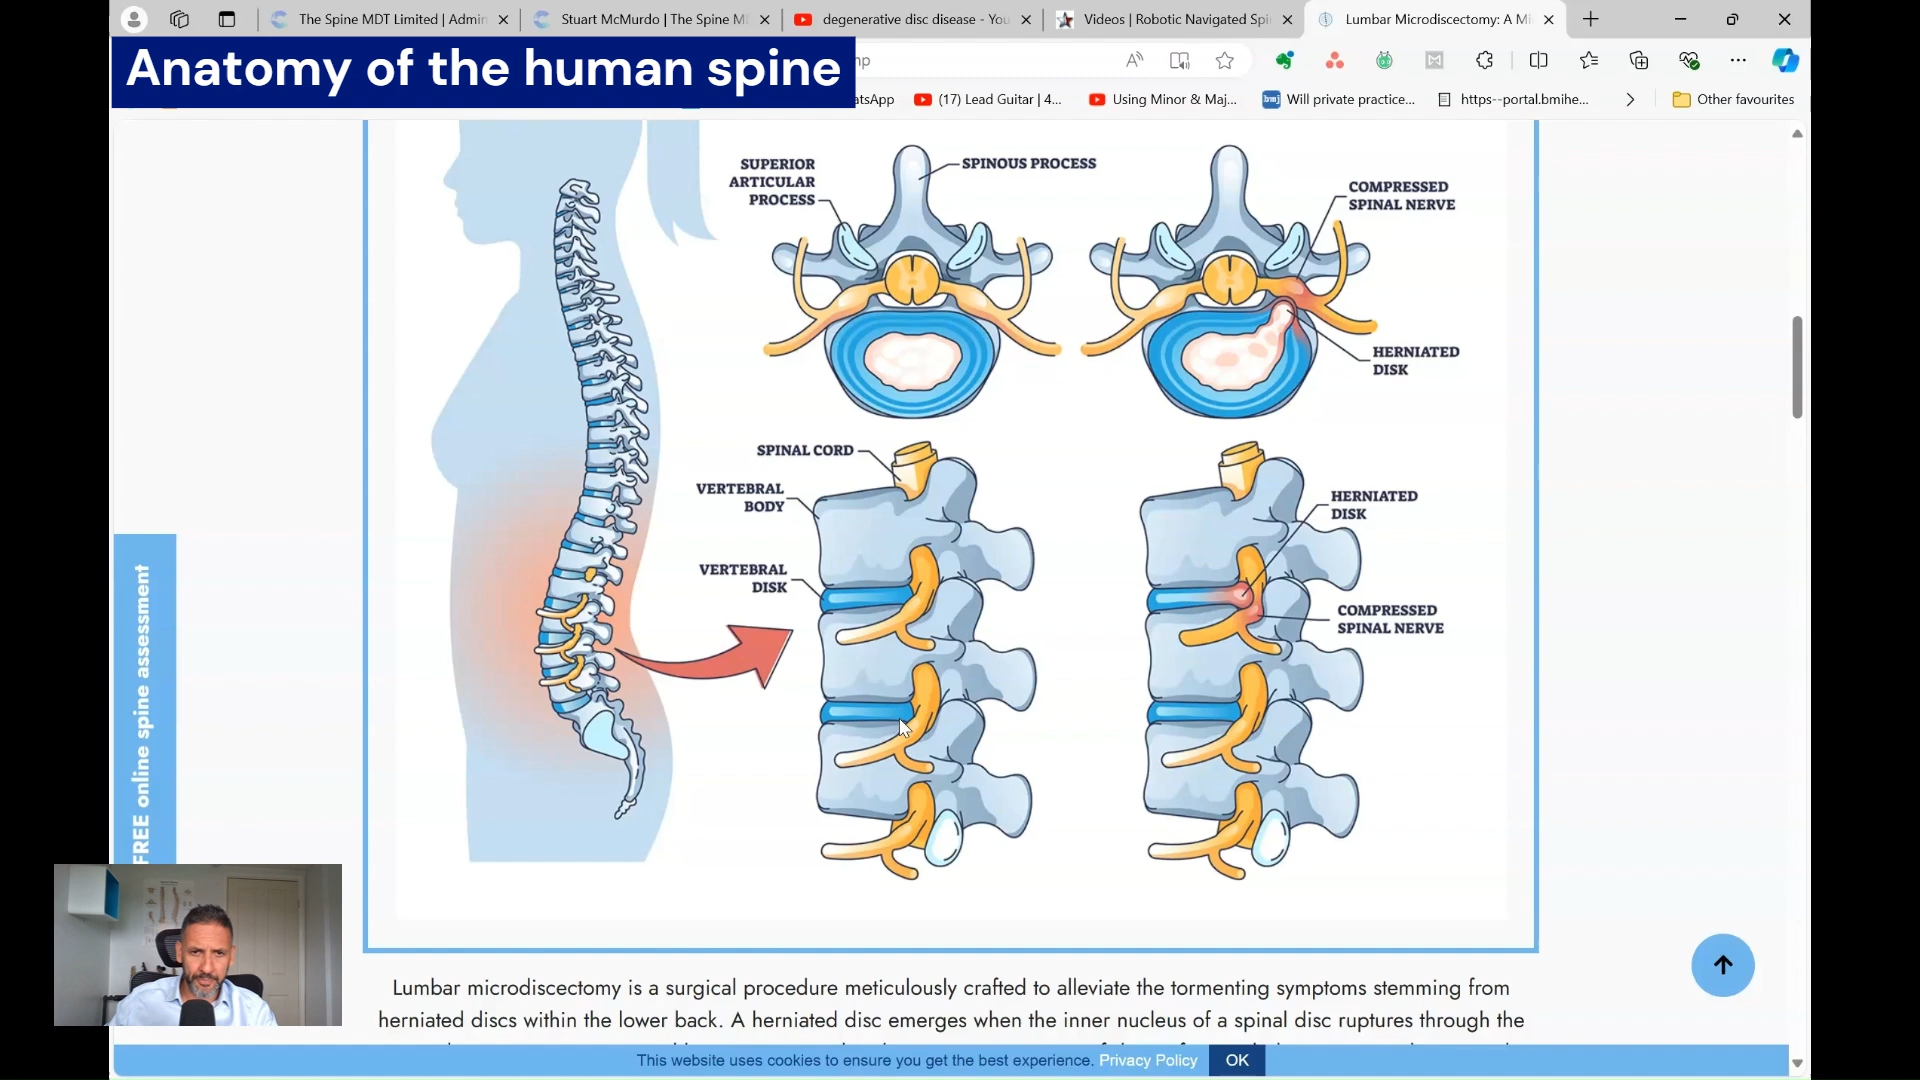 The Spine MDT Limited | Admin
Stuart McMurdo | The Spine M
degenerative disc disease - You
Videos | Robotic Navigated Spi
Lumbar Microdiscectomy: A Mi
Anatomy of the human spine
mp
atsApp
(17) Lead Guitar | 4...
Using Minor & Maj...
bmj
Will private practice...
https--portal.bmihe...
Other favourites
SUPERIOR
ARTICULAR
PROCESS
SPINOUS PROCESS
COMPRESSED
SPINAL NERVE
HERNIATED
DISK
SPINAL CORD
VERTEBRAL
BODY
VERTEBRAL
DISK
HERNIATED
DISK
COMPRESSED
SPINAL NERVE
FREE online spine assessment
Lumbar microdiscectomy is a surgical procedure meticulously crafted to alleviate the tormenting symptoms stemming from
herniated discs within the lower back. A herniated disc emerges when the inner nucleus of a spinal disc ruptures through the
This website uses cookies to ensure you get the best experience. Privacy Policy
OK